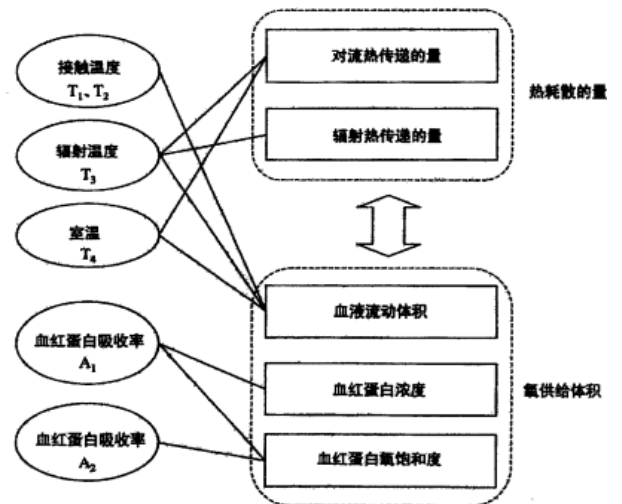 接触温度
T₁、T₂
辐射温度
T₃
室温
T₄
血红蛋白吸收率
A₁
血红蛋白吸收率
A₂
对流热传递的量
辐射热传递的量
热耗散的量
血液流动体积
血红蛋白浓度
血红蛋白氧饱和度
氧供给体积